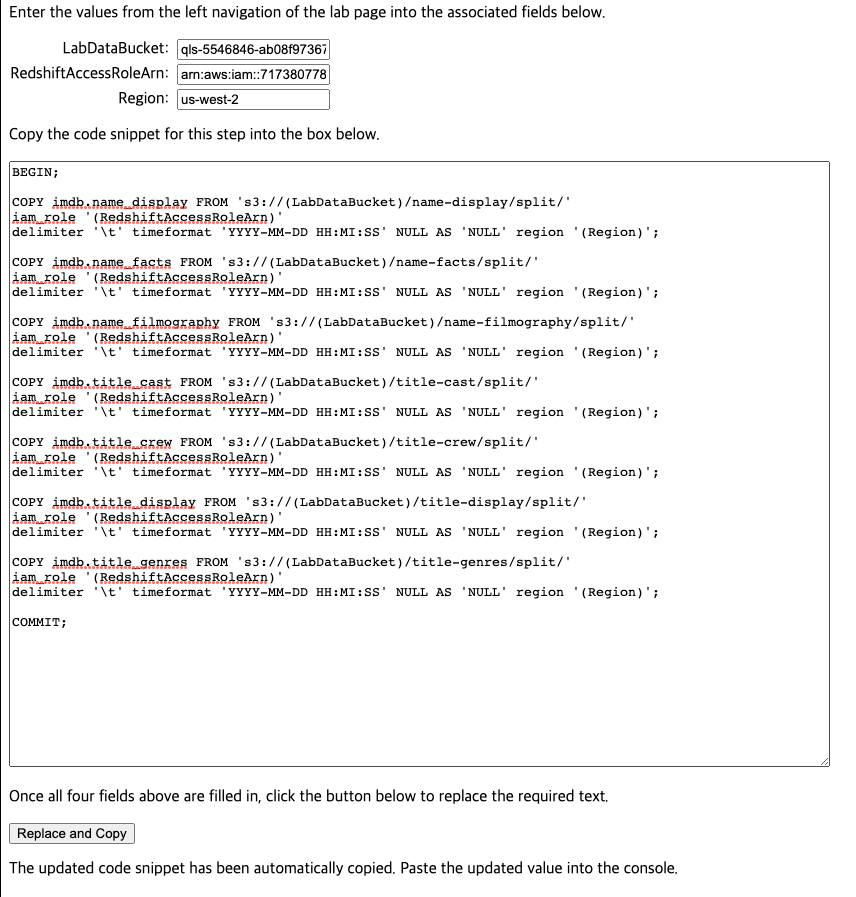 Enter the values from the left navigation of the lab page into the associated fields below.
LabDataBucket: qls-5546846-ab08f97367
RedshiftAccessRoleArn: arn:aws:iam::717380778
Region: us-west-2
Copy the code snippet for this step into the box below.
BEGIN;
COPY imdb.name_display FROM 's3://(LabDataBucket)/name-display/split/'
iam_role '(RedshiftAccessRoleArn)'
delimiter '\t' timeformat 'YYYY-MM-DD HH:MI:SS' NULL AS 'NULL' region '(Region)';
COPY imdb.name_facts FROM 's3://(LabDataBucket)/name-facts/split/'
iam_role '(RedshiftAccessRoleArn)'
delimiter '\t' timeformat 'YYYY-MM-DD HH:MI:SS' NULL AS 'NULL' region '(Region)';
COPY imdb.name_filmography FROM 's3://(LabDataBucket)/name-filmography/split/'
iam_role '(RedshiftAccessRoleArn)'
delimiter '\t' timeformat 'YYYY-MM-DD HH:MI:SS' NULL AS 'NULL' region '(Region)';
COPY imdb.title_cast FROM 's3://(LabDataBucket)/title-cast/split/'
iam_role '(RedshiftAccessRoleArn)'
delimiter '\t' timeformat 'YYYY-MM-DD HH:MI:SS' NULL AS 'NULL' region '(Region)';
COPY imdb.title_crew FROM 's3://(LabDataBucket)/title-crew/split/'
iam_role '(RedshiftAccessRoleArn)'
delimiter '\t' timeformat 'YYYY-MM-DD HH:MI:SS' NULL AS 'NULL' region '(Region)';
COPY imdb.title_display FROM 's3://(LabDataBucket)/title-display/split/'
iam_role '(RedshiftAccessRoleArn)'
delimiter '\t' timeformat 'YYYY-MM-DD HH:MI:SS' NULL AS 'NULL' region '(Region)';
COPY imdb.title_genres FROM 's3://(LabDataBucket)/title-genres/split/'
iam_role '(RedshiftAccessRoleArn)'
delimiter '\t' timeformat 'YYYY-MM-DD HH:MI:SS' NULL AS 'NULL' region '(Region)';
COMMIT;
Once all four fields above are filled in, click the button below to replace the required text.
Replace and Copy
The updated code snippet has been automatically copied. Paste the updated value into the console.